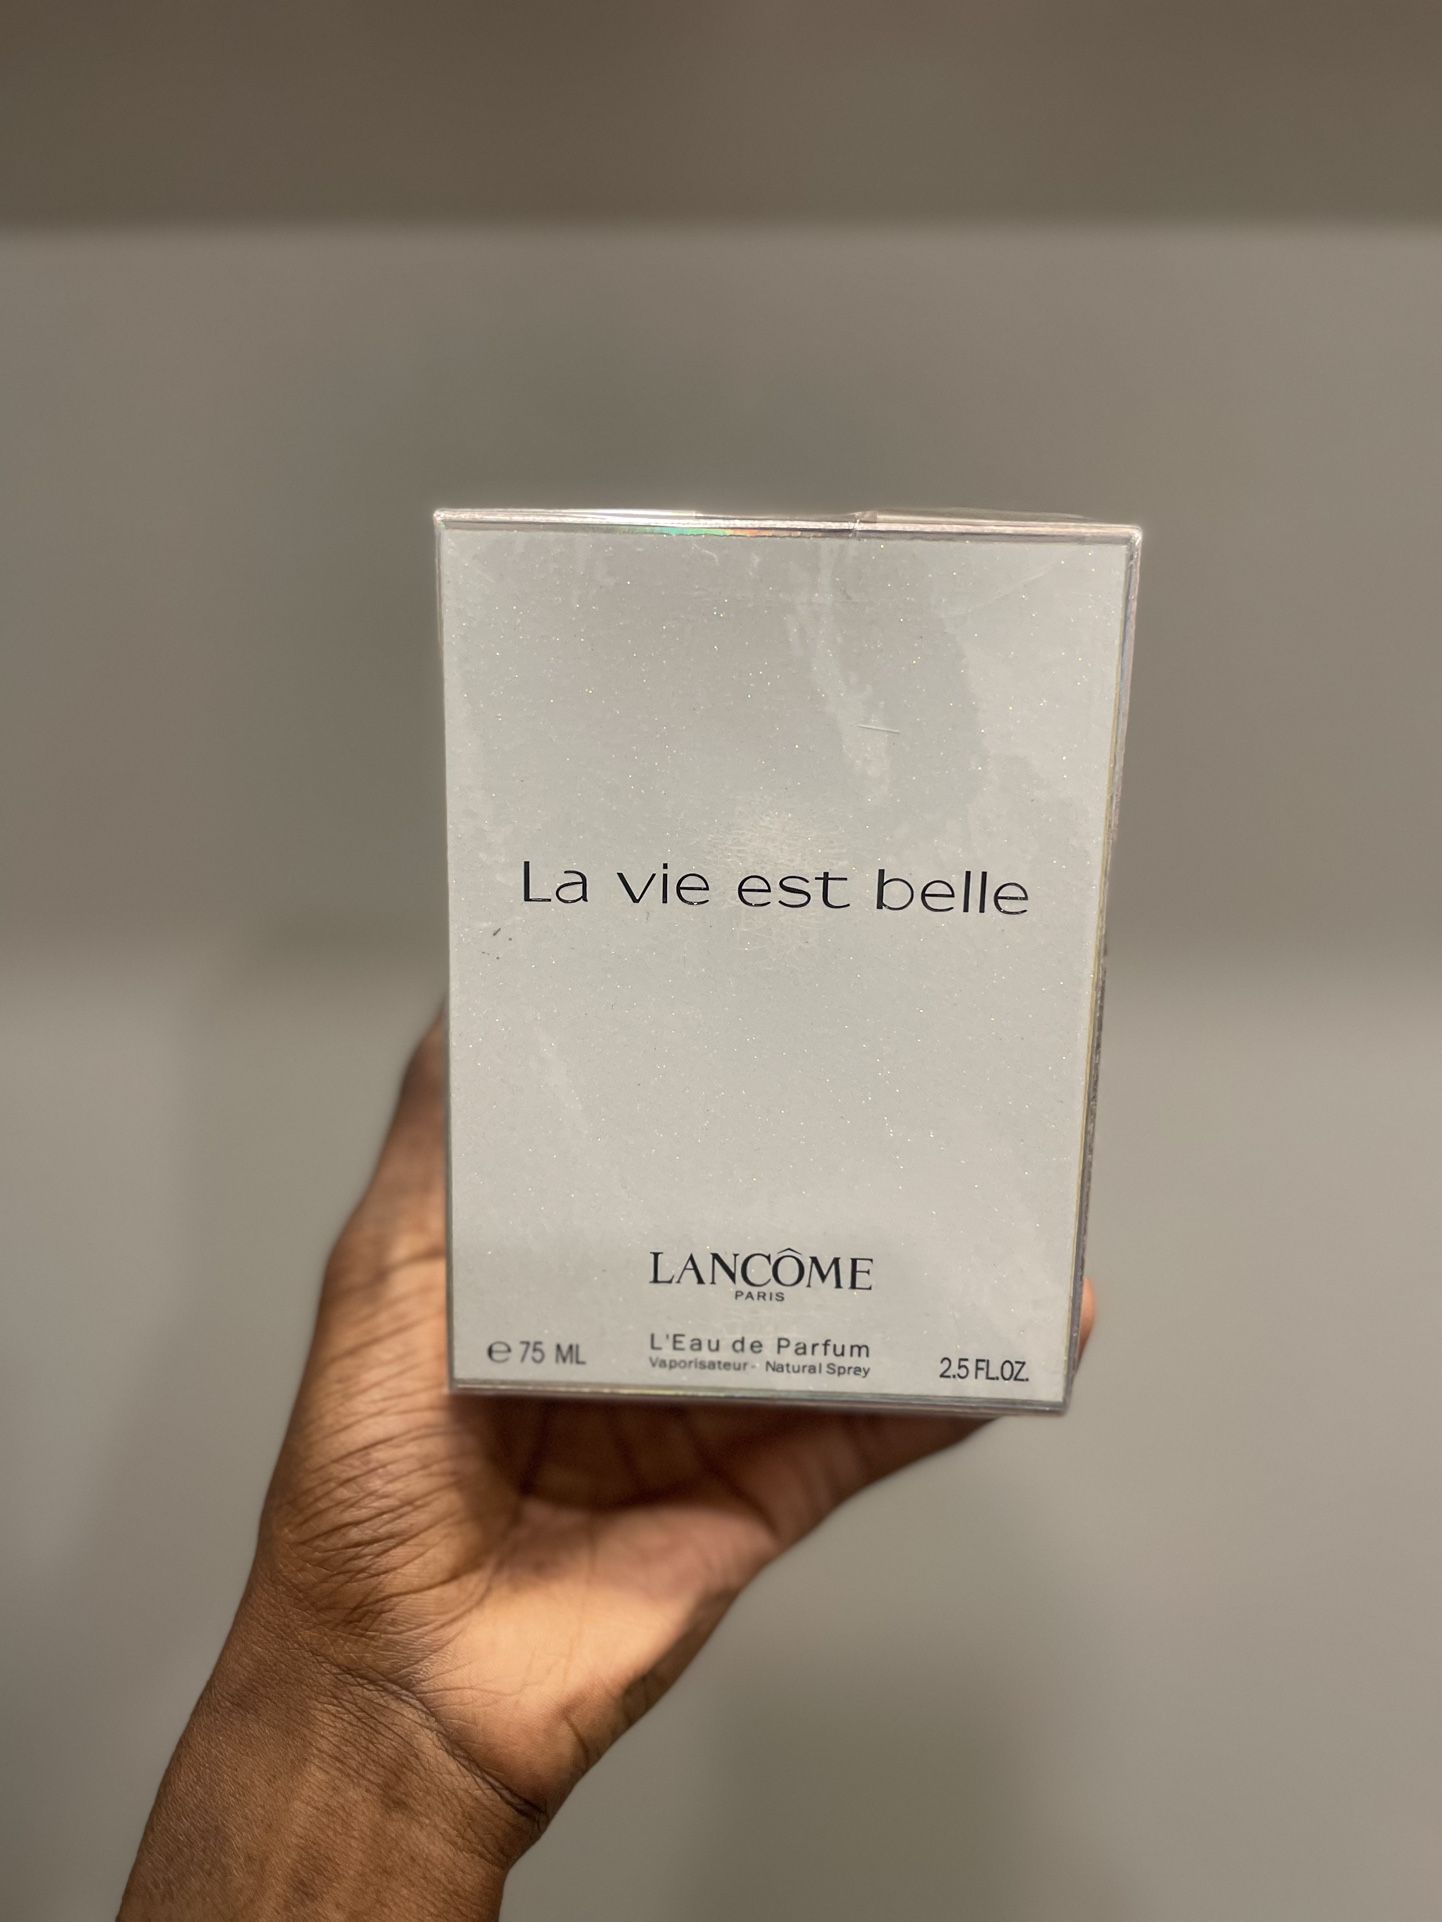 La vie est belle
LANCÔME
PARIS
℮ 75 ML
L'Eau de Parfum
Vaporisateur - Natural Spray
2.5 FL.OZ.